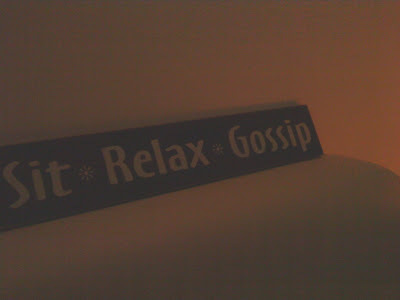 Sit * Relax * Gossip